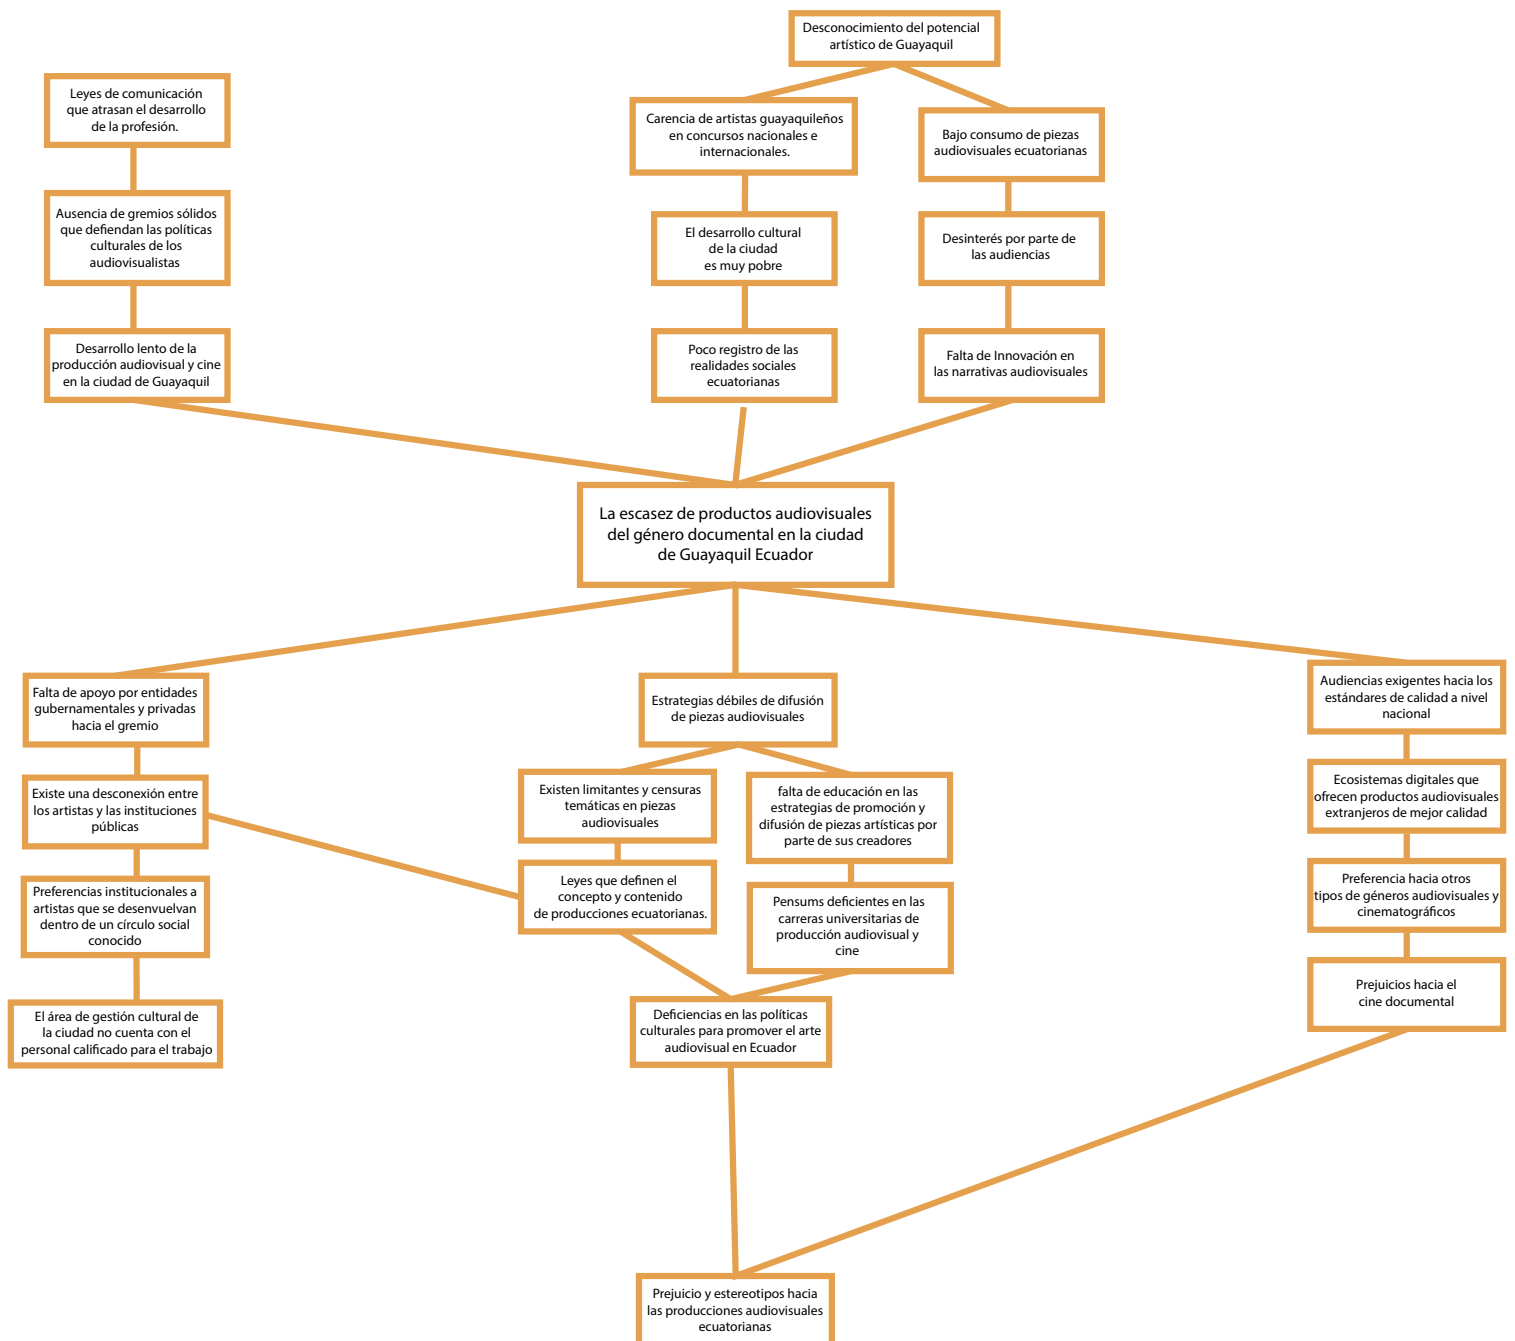 Desconocimiento del potencial
artístico de Guayaquil
Leyes de comunicación
que atrasan el desarrollo
de la profesión.
Carencia de artistas guayaquileños
en concursos nacionales e
internacionales.
Bajo consumo de piezas
audiovisuales ecuatorianas
Ausencia de gremios sólidos
que defiendan las políticas
culturales de los
audiovisualistas
El desarrollo cultural
de la ciudad
es muy pobre
Desinterés por parte de
las audiencias
Desarrollo lento de la
producción audiovisual y cine
en la ciudad de Guayaquil
Poco registro de las
realidades sociales
ecuatorianas
Falta de Innovación en
las narrativas audiovisuales
La escasez de productos audiovisuales
del género documental en la ciudad
de Guayaquil Ecuador
Falta de apoyo por entidades
gubernamentales y privadas
hacia el gremio
Estrategias débiles de difusión
de piezas audiovisuales
Audiencias exigentes hacia los
estándares de calidad a nivel
nacional
Existe una desconexión entre
los artistas y las instituciones
públicas
Existen limitantes y censuras
temáticas en piezas
audiovisuales
falta de educación en las
estrategias de promoción y
difusión de piezas artísticas por
parte de sus creadores
Ecosistemas digitales que
ofrecen productos audiovisuales
extranjeros de mejor calidad
Preferencias institucionales a
artistas que se desenvuelvan
dentro de un círculo social
conocido
Leyes que definen el
concepto y contenido
de producciones ecuatorianas.
Pensums deficientes en las
carreras universitarias de
producción audiovisual y
cine
Preferencia hacia otros
tipos de géneros audiovisuales y
cinematográficos
El área de gestión cultural de
la ciudad no cuenta con el
personal calificado para el trabajo
Deficiencias en las políticas
culturales para promover el arte
audiovisual en Ecuador
Prejuicios hacia el
cine documental
Prejuicio y estereotipos hacia
las producciones audiovisuales
ecuatorianas